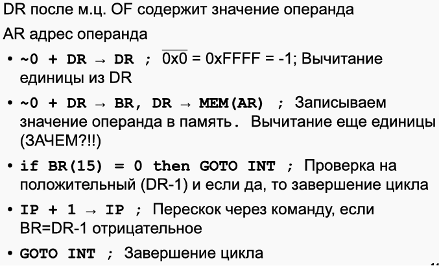 DR после м.ц. OF содержит значение операнда
AR адрес операнда
• ~0 + DR → DR ; 0x0 = 0xFFFF = -1; Вычитание
единицы из DR
• ~0 + DR → BR, DR → MEM(AR) ; Записываем
значение операнда в память. Вычитание еще единицы
(ЗАЧЕМ?!!)
• if BR(15) = 0 then GOTO INT ; Проверка на
положительный (DR-1) и если да, то завершение цикла
• IP + 1 → IP ; Перескок через команду, если
BR=DR-1 отрицательное
• GOTO INT ; Завершение цикла